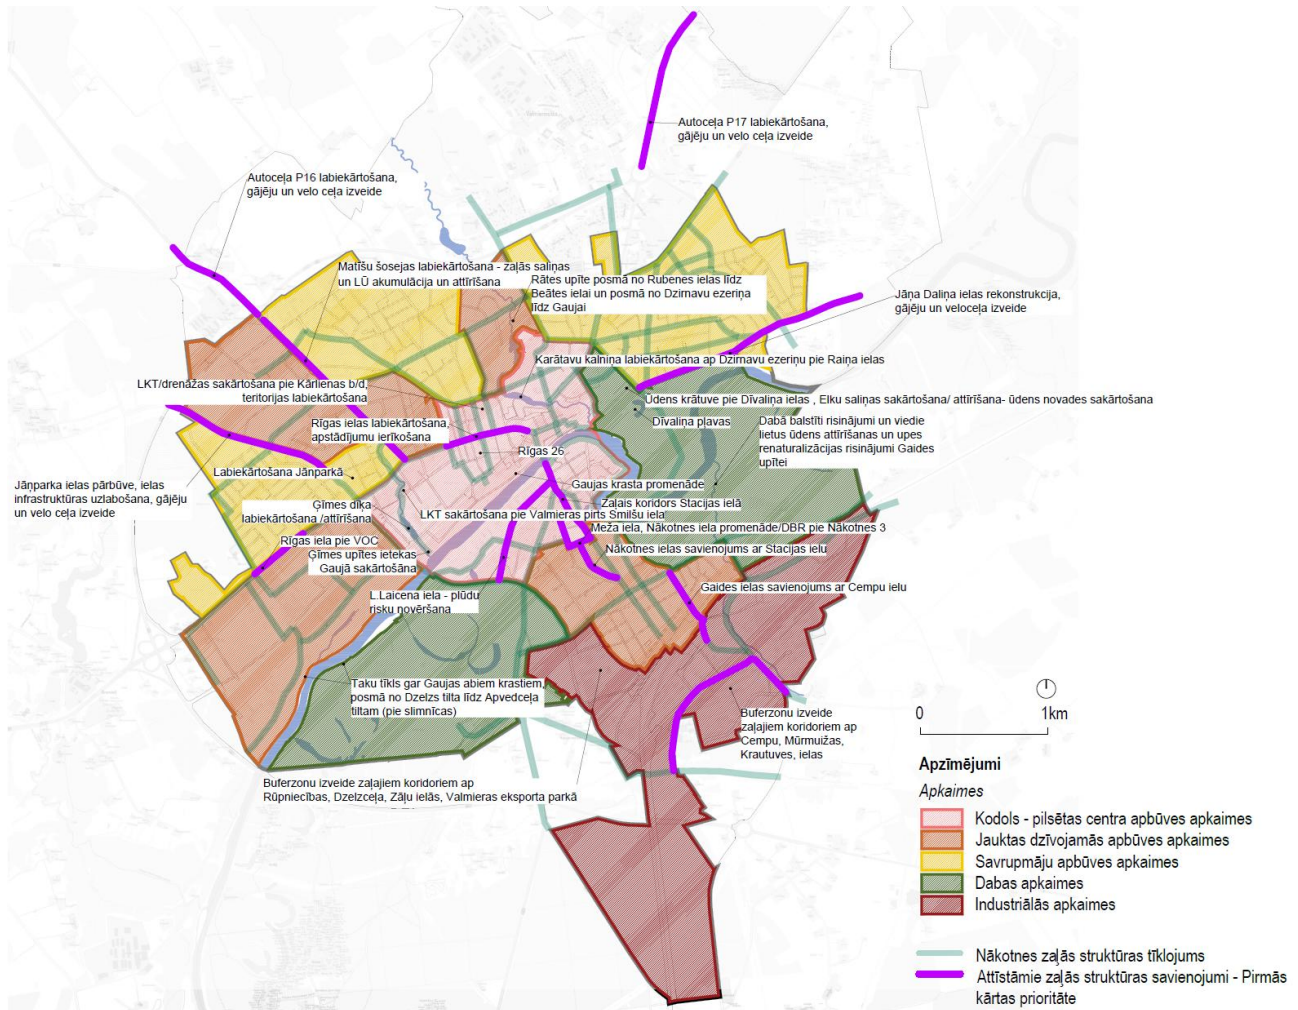 Autoceļa P17 labiekārtošana,
gājēju un velo ceļa izveide
Autoceļa P16 labiekārtošana,
gājēju un velo ceļa izveide
Matīšu šosejas labiekārtošana - zaļās saliņas
un LŪ akumulācija un attīrīšana
Rātes upīte posmā no Rubenes ielas līdz
Beātes ielai un posmā no Dzirnavu ezeriņa
līdz Gaujai
Jāņa Daliņa ielas rekonstrukcija,
gājēju un veloceļa izveide
Karātavu kalniņa labiekārtošana ap Dzirnavu ezeriņu pie Raiņa ielas
LKT/drenāžas sakārtošana pie Kārlienas b/d,
teritorijas labiekārtošana
Ūdens krātuve pie Dīvaliņa ielas , Elku saliņas sakārtošana/ attīrīšana- ūdens novades sakārtošana
Dīvaliņa pļavas
Dabā balstīti risinājumi un viedie
lietus ūdens attīrīšanas un upes
renaturalizācijas risinājumi Gaides
upītei
Rīgas ielas labiekārtošana,
apstādījumu ierīkošana
Rīgas 26
Labiekārtošana Jāņparkā
Jāņparka ielas pārbūve, ielas
infrastruktūras uzlabošana, gājēju
un velo ceļa izveide
Gaujas krasta promenāde
Zaļais koridors Stacijas ielā
Ģīmes dīķa
labiekārtošana /attīrīšana
LKT sakārtošana pie Valmieras pirts Smilšu iela
Meža iela, Nākotnes iela promenāde/DBR pie Nākotnes 3
Rīgas iela pie VOC
Nākotnes ielas savienojums ar Stacijas ielu
Ģīmes upītes ietekas
Gaujā sakārtošana
Gaides ielas savienojums ar Cempu ielu
L.Laicena iela - plūdu
risku novēršana
Taku tīkls gar Gaujas abiem krastiem,
posmā no Dzelzs tilta līdz Apvedceļa
tiltam (pie slimnīcas)
Buferzonu izveide
zaļajiem koridoriem ap
Cempu, Mūrmuižas,
Krautuves, ielas
Buferzonu izveide zaļajiem koridoriem ap
Rūpniecības, Dzelzceļa, Zāļu ielās, Valmieras eksporta parkā
0 1km
Apzīmējumi
Apkaimes
Kodols - pilsētas centra apbūves apkaimes
Jauktas dzīvojamās apbūves apkaimes
Savrupmāju apbūves apkaimes
Dabas apkaimes
Industriālās apkaimes
Nākotnes zaļās struktūras tīklojums
Attīstāmie zaļās struktūras savienojumi - Pirmās
kārtas prioritāte